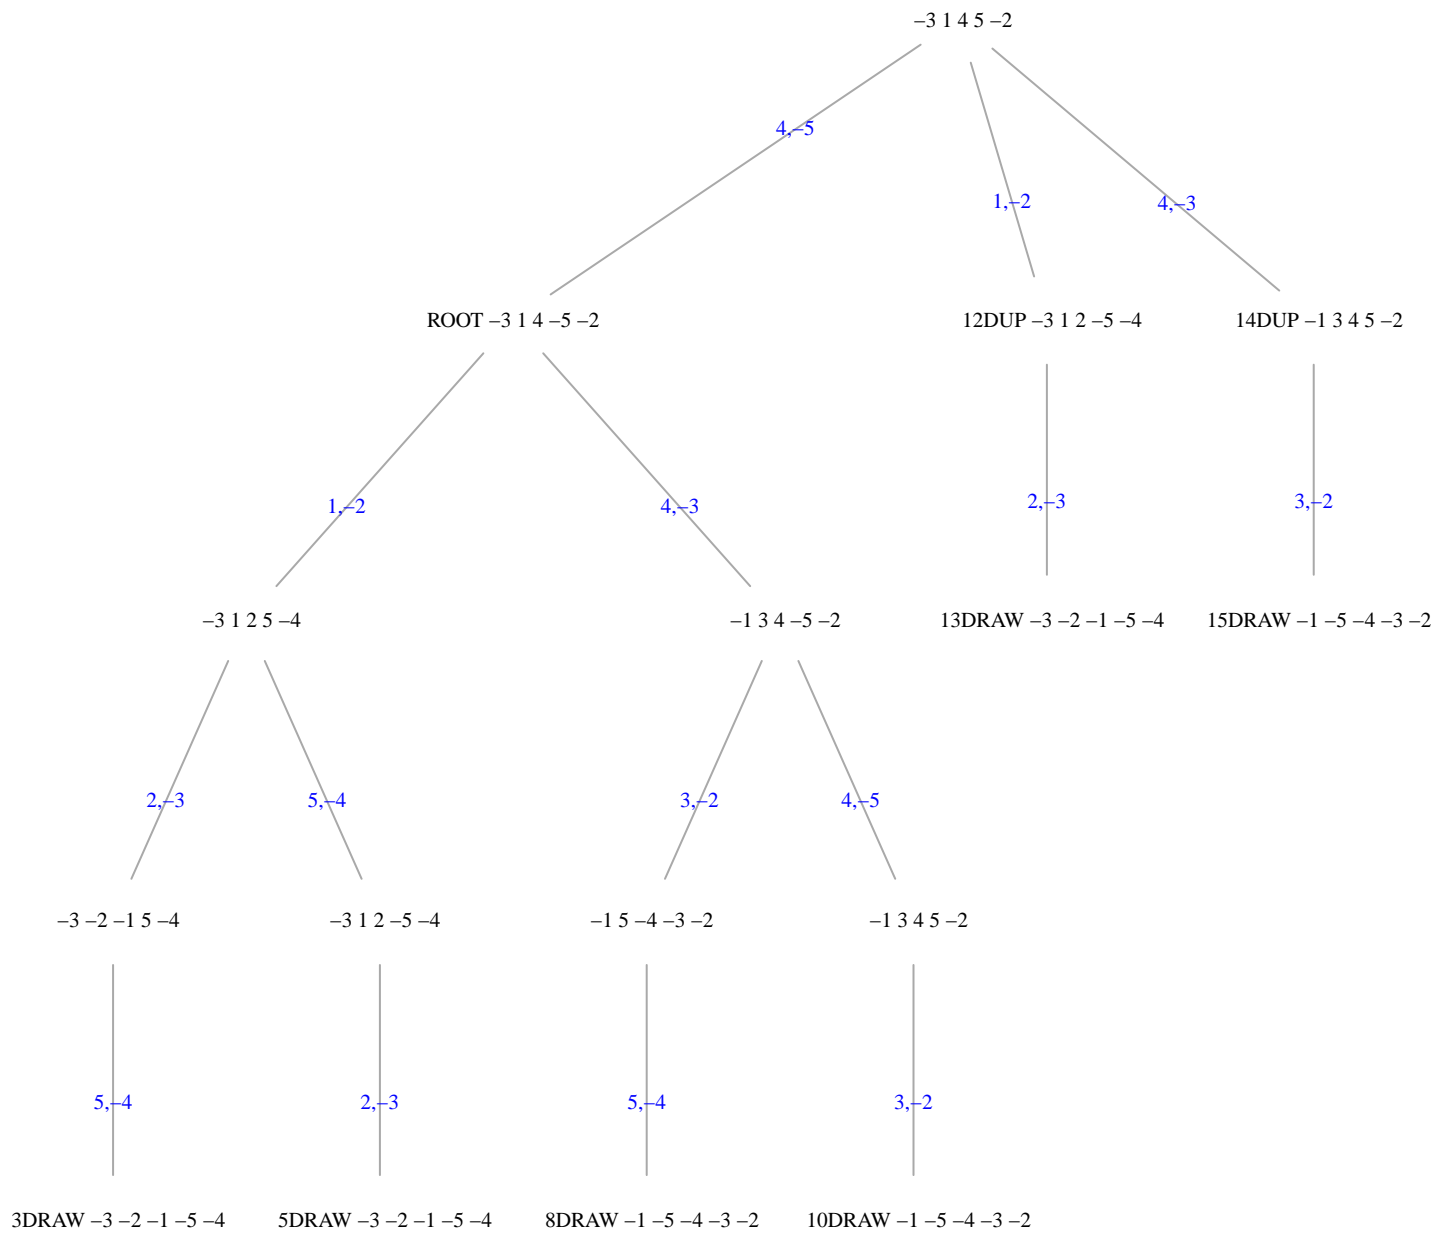 –3 1 4 5 –2
4,–5
1,–2
4,–3
ROOT –3 1 4 –5 –2
12DUP –3 1 2 –5 –4
14DUP –1 3 4 5 –2
1,–2
4,–3
2,–3
3,–2
–3 1 2 5 –4
–1 3 4 –5 –2
13DRAW –3 –2 –1 –5 –4
15DRAW –1 –5 –4 –3 –2
2,–3
5,–4
3,–2
4,–5
–3 –2 –1 5 –4
–3 1 2 –5 –4
–1 5 –4 –3 –2
–1 3 4 5 –2
5,–4
2,–3
5,–4
3,–2
3DRAW –3 –2 –1 –5 –4
5DRAW –3 –2 –1 –5 –4
8DRAW –1 –5 –4 –3 –2
10DRAW –1 –5 –4 –3 –2